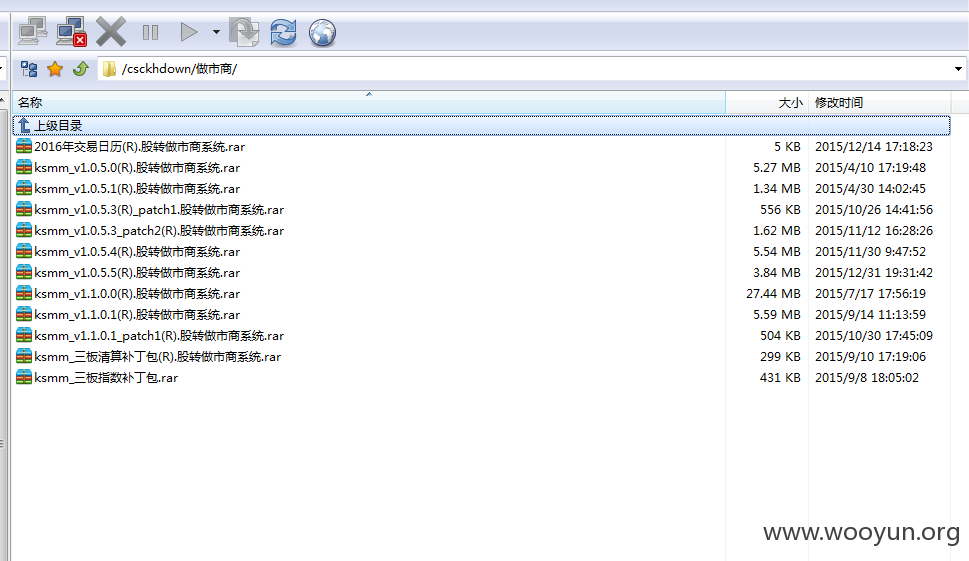 /csckhdown/做市商/
名称 大小 修改时间
上级目录
2016年交易日历(R).股转做市商系统.rar 5 KB 2015/12/14 17:18:23
ksmm_v1.0.5.0(R).股转做市商系统.rar 5.27 MB 2015/4/10 17:19:48
ksmm_v1.0.5.1(R).股转做市商系统.rar 1.34 MB 2015/4/30 14:02:45
ksmm_v1.0.5.3(R)_patch1.股转做市商系统.rar 556 KB 2015/10/26 14:41:56
ksmm_v1.0.5.3_patch2(R).股转做市商系统.rar 1.62 MB 2015/11/12 16:28:26
ksmm_v1.0.5.4(R).股转做市商系统.rar 5.54 MB 2015/11/30 9:47:52
ksmm_v1.0.5.5(R).股转做市商系统.rar 3.84 MB 2015/12/31 19:31:42
ksmm_v1.1.0.0(R).股转做市商系统.rar 27.44 MB 2015/7/17 17:56:19
ksmm_v1.1.0.1(R).股转做市商系统.rar 5.59 MB 2015/9/14 11:13:59
ksmm_v1.1.0.1_patch1(R).股转做市商系统.rar 504 KB 2015/10/30 17:45:09
ksmm_三板清算补丁包(R).股转做市商系统.rar 299 KB 2015/9/10 17:19:06
ksmm_三板指数补丁包.rar 431 KB 2015/9/8 18:05:02
www.wooyun.org